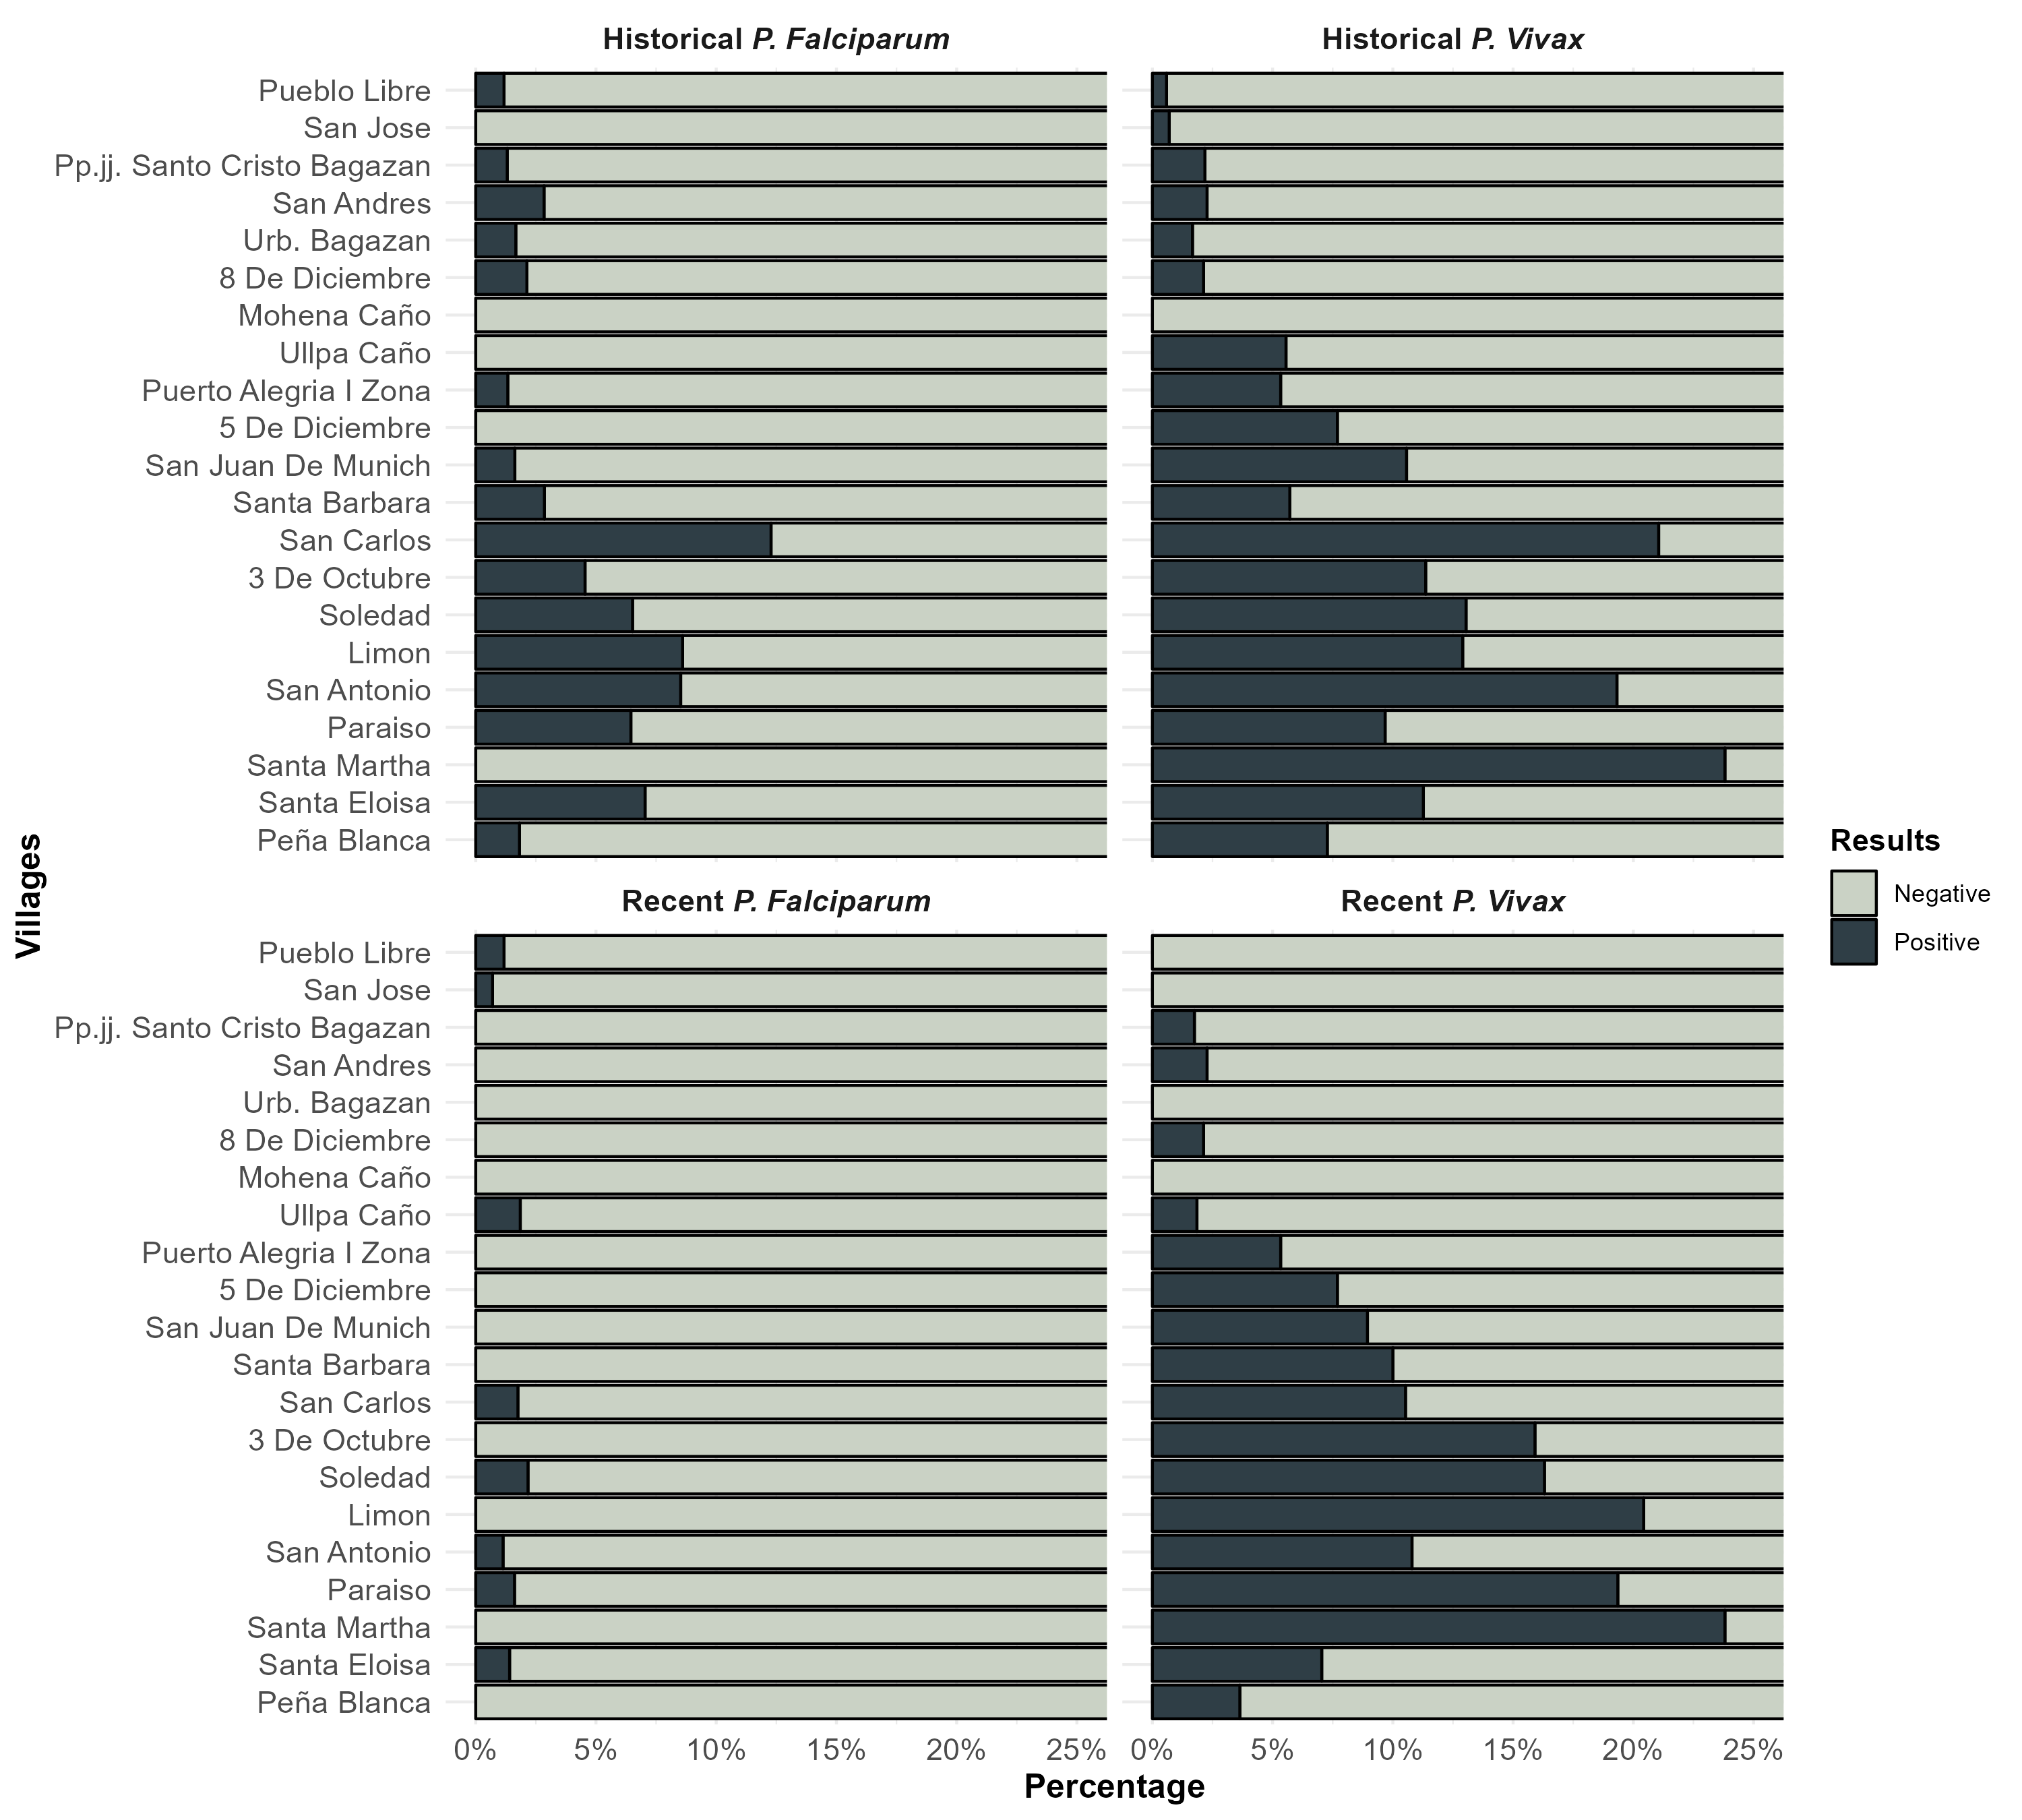 Historical P. Falciparum
Historical P. Vivax
Pueblo Libre
San Jose
Pp.jj. Santo Cristo Bagazan
San Andres
Urb. Bagazan
8 De Diciembre
Mohena Caño
Ullpa Caño
Puerto Alegria I Zona
5 De Diciembre
San Juan De Munich
Santa Barbara
San Carlos
3 De Octubre
Soledad
Limon
San Antonio
Paraiso
Santa Martha
Santa Eloisa
Peña Blanca
Villages
Results
Negative
Positive
Recent P. Falciparum
Recent P. Vivax
Pueblo Libre
San Jose
Pp.jj. Santo Cristo Bagazan
San Andres
Urb. Bagazan
8 De Diciembre
Mohena Caño
Ullpa Caño
Puerto Alegria I Zona
5 De Diciembre
San Juan De Munich
Santa Barbara
San Carlos
3 De Octubre
Soledad
Limon
San Antonio
Paraiso
Santa Martha
Santa Eloisa
Peña Blanca
0% 5% 10% 15% 20% 25%
0% 5% 10% 15% 20% 25%
Percentage